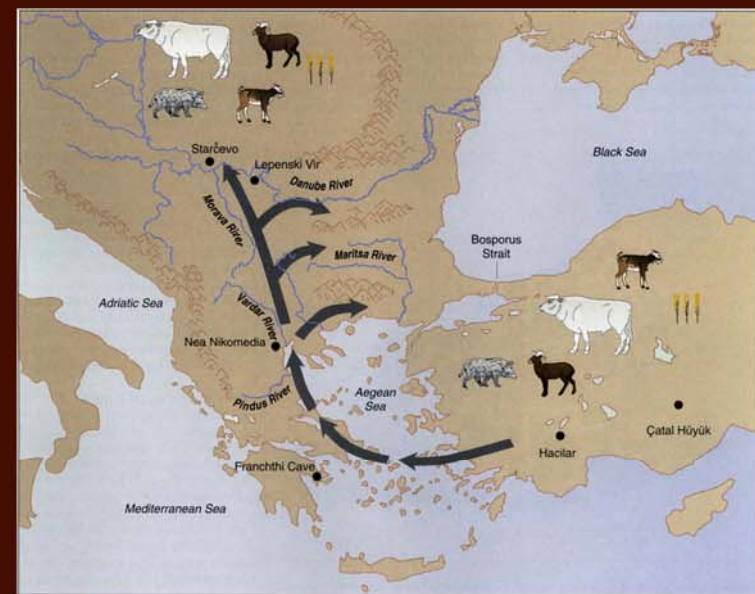 Starčevo
Lepenski Vir
Danube River
Black Sea
Morava River
Bosporus
Strait
Maritsa River
Adriatic Sea
Vardar River
Nea Nikomedia
Pindus River
Aegean
Sea
Çatal Hüyük
Hacilar
Franchthi Cave
Mediterranean Sea